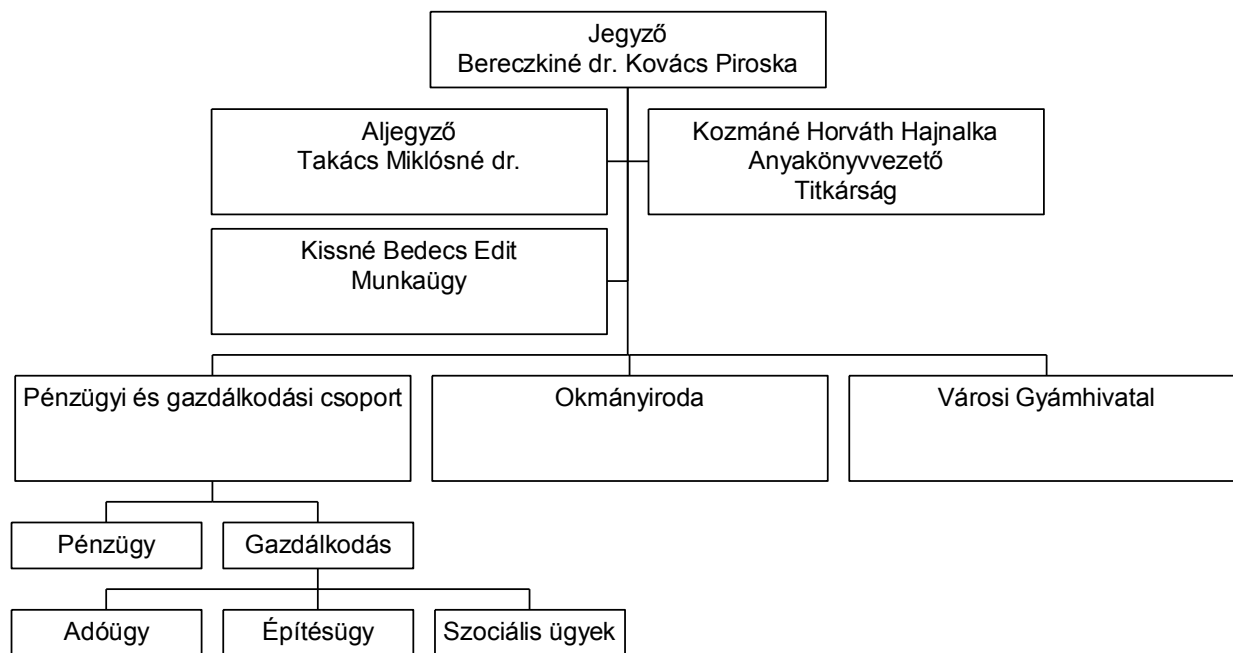 Jegyző
Bereczkiné dr. Kovács Piroska
Aljegyző
Takács Miklósné dr.
Kozmáné Horváth Hajnalka
Anyakönyvvezető
Titkárság
Kissné Bedecs Edit
Munkaügy
Pénzügyi és gazdálkodási csoport
Okmányiroda
Városi Gyámhivatal
Pénzügy
Gazdálkodás
Adóügy
Építésügy
Szociális ügyek